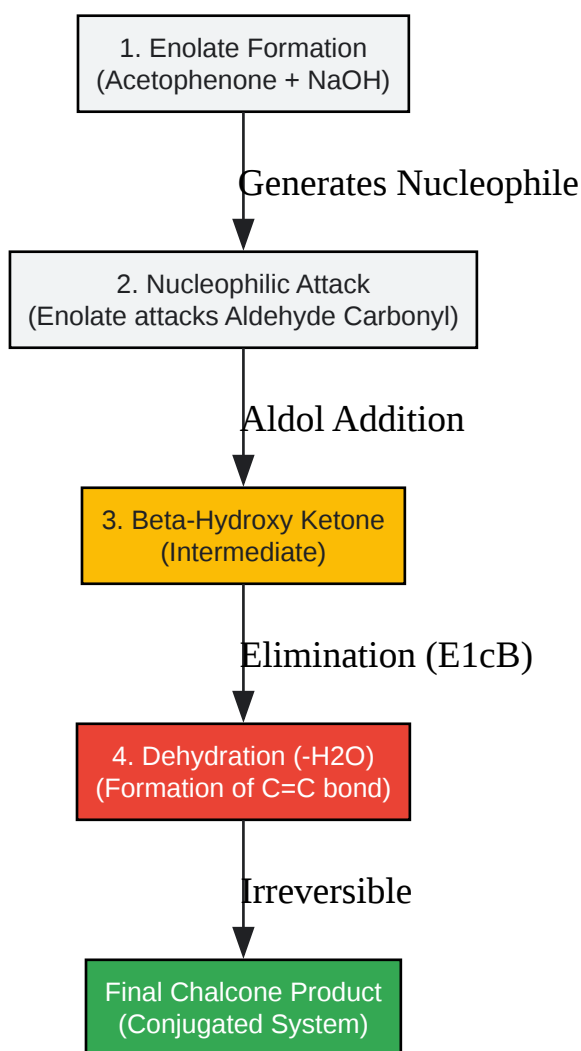 1. Enolate Formation
(Acetophenone + NaOH)
Generates Nucleophile
2. Nucleophilic Attack
(Enolate attacks Aldehyde Carbonyl)
Aldol Addition
3. Beta-Hydroxy Ketone
(Intermediate)
Elimination (E1cB)
4. Dehydration (-H2O)
(Formation of C=C bond)
Irreversible
Final Chalcone Product
(Conjugated System)